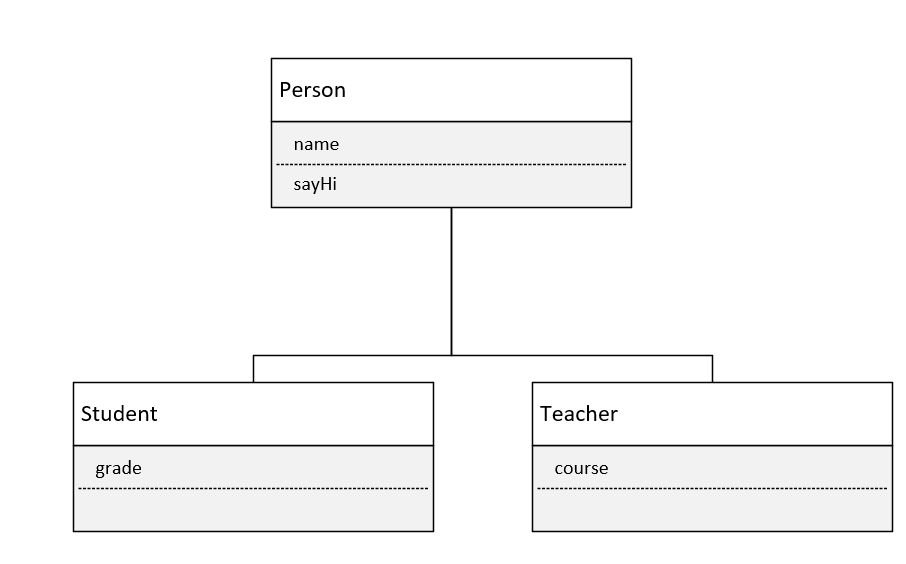 Person
name
sayHi
Student
grade
Teacher
course